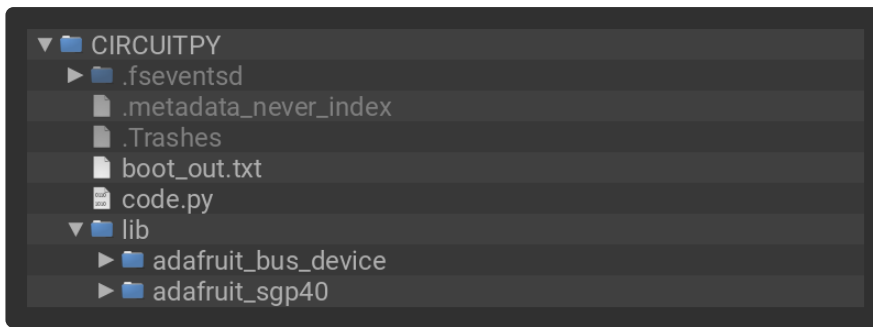 CIRCUITPY
.fseventsd
.metadata_never_index
.Trashes
boot_out.txt
code.py
lib
adafruit_bus_device
adafruit_sgp40